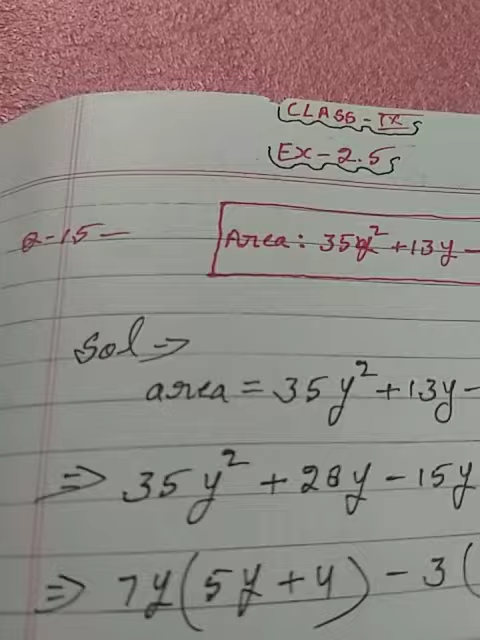 CLASS - IX
EX - 2.5
Q-15 —
Area: 35y² + 13y -
Sol ⇒
area = 35y² + 13y -
⇒ 35y² + 28y - 15y
⇒ 7y(5y + 4) - 3(